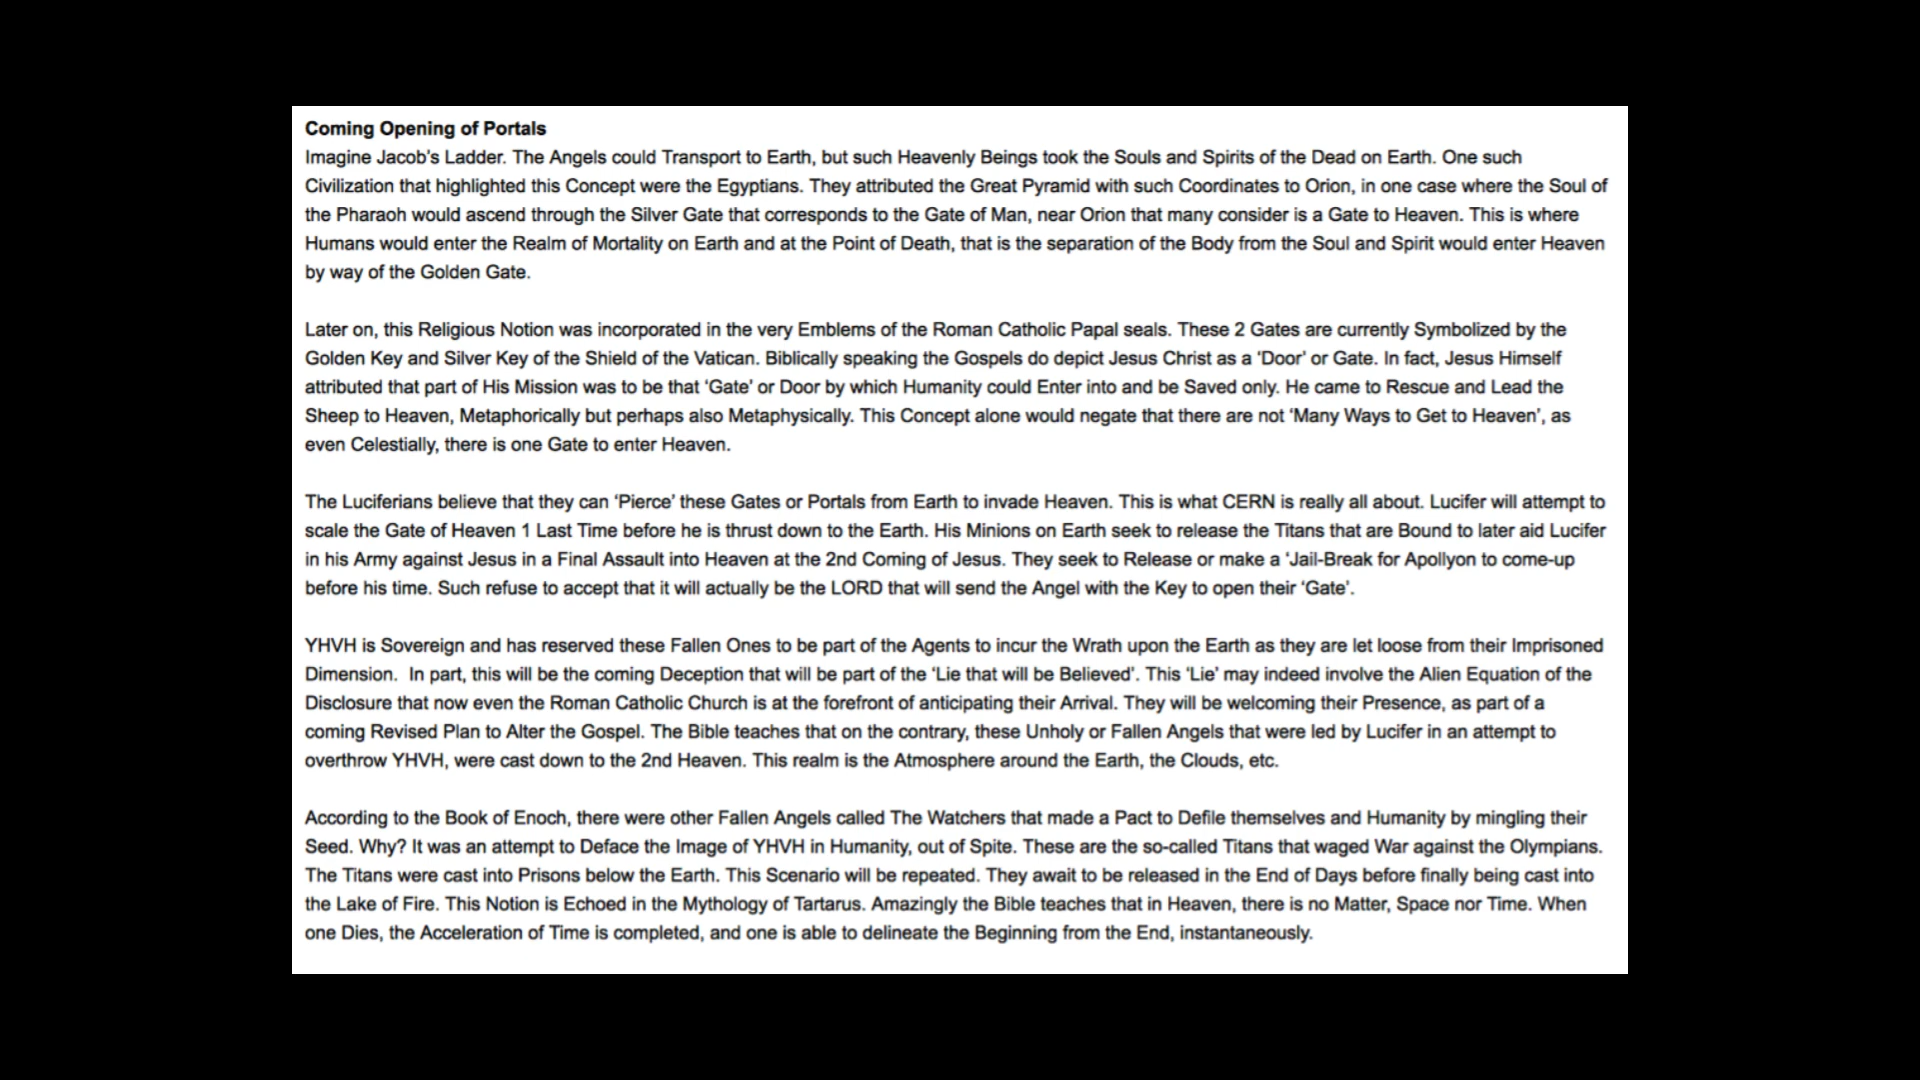 Coming Opening of Portals
Imagine Jacob's Ladder. The Angels could Transport to Earth, but such Heavenly Beings took the Souls and Spirits of the Dead on Earth. One such
Civilization that highlighted this Concept were the Egyptians. They attributed the Great Pyramid with such Coordinates to Orion, in one case where the Soul of
the Pharaoh would ascend through the Silver Gate that corresponds to the Gate of Man, near Orion that many consider is a Gate to Heaven. This is where
Humans would enter the Realm of Mortality on Earth and at the Point of Death, that is the separation of the Body from the Soul and Spirit would enter Heaven
by way of the Golden Gate.
Later on, this Religious Notion was incorporated in the very Emblems of the Roman Catholic Papal seals. These 2 Gates are currently Symbolized by the
Golden Key and Silver Key of the Shield of the Vatican. Biblically speaking the Gospels do depict Jesus Christ as a ‘Door’ or Gate. In fact, Jesus Himself
attributed that part of His Mission was to be that ‘Gate’ or Door by which Humanity could Enter into and be Saved only. He came to Rescue and Lead the
Sheep to Heaven, Metaphorically but perhaps also Metaphysically. This Concept alone would negate that there are not ‘Many Ways to Get to Heaven’, as
even Celestially, there is one Gate to enter Heaven.
The Luciferians believe that they can ‘Pierce’ these Gates or Portals from Earth to invade Heaven. This is what CERN is really all about. Lucifer will attempt to
scale the Gate of Heaven 1 Last Time before he is thrust down to the Earth. His Minions on Earth seek to release the Titans that are Bound to later aid Lucifer
in his Army against Jesus in a Final Assault into Heaven at the 2nd Coming of Jesus. They seek to Release or make a ‘Jail-Break for Apollyon to come-up
before his time. Such refuse to accept that it will actually be the LORD that will send the Angel with the Key to open their ‘Gate’.
YHVH is Sovereign and has reserved these Fallen Ones to be part of the Agents to incur the Wrath upon the Earth as they are let loose from their Imprisoned
Dimension.  In part, this will be the coming Deception that will be part of the ‘Lie that will be Believed’. This ‘Lie’ may indeed involve the Alien Equation of the
Disclosure that now even the Roman Catholic Church is at the forefront of anticipating their Arrival. They will be welcoming their Presence, as part of a
coming Revised Plan to Alter the Gospel. The Bible teaches that on the contrary, these Unholy or Fallen Angels that were led by Lucifer in an attempt to
overthrow YHVH, were cast down to the 2nd Heaven. This realm is the Atmosphere around the Earth, the Clouds, etc.
According to the Book of Enoch, there were other Fallen Angels called The Watchers that made a Pact to Defile themselves and Humanity by mingling their
Seed. Why? It was an attempt to Deface the Image of YHVH in Humanity, out of Spite. These are the so-called Titans that waged War against the Olympians.
The Titans were cast into Prisons below the Earth. This Scenario will be repeated. They await to be released in the End of Days before finally being cast into
the Lake of Fire. This Notion is Echoed in the Mythology of Tartarus. Amazingly the Bible teaches that in Heaven, there is no Matter, Space nor Time. When
one Dies, the Acceleration of Time is completed, and one is able to delineate the Beginning from the End, instantaneously.